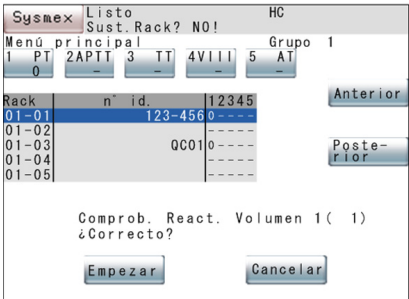 Sysmex Listo HC
Sust.Rack? NO!
Menú principal Grupo 1
1 PT 2APTT 3 TT 4VIII 5 AT
0 - - - -
Anterior
Rack n° id. 12345
01-01 123-456 0----
01-02 -----
01-03 QC01 0----
01-04 -----
01-05 -----
Poste-
rior
Comprob. React. Volumen 1( 1)
¿Correcto?
Empezar Cancelar